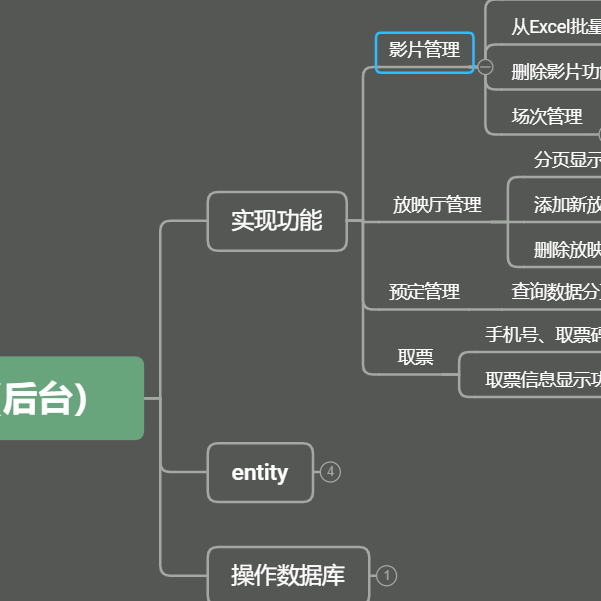 从Excel批量
影片管理
删除影片功
场次管理
分页显示
放映厅管理
添加新放
实现功能
删除放映
预定管理
查询数据分
手机号、取票码
取票
取票信息显示功
（后台）
entity
4
操作数据库
1